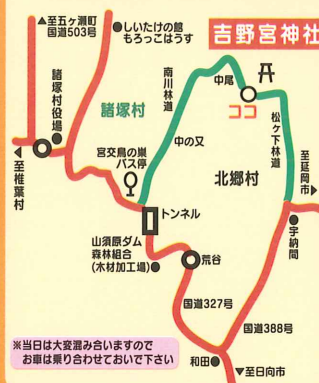 ▲至五ヶ瀬町
国道503号
●しいたけの館
もろっこはうす
吉野宮神社
諸塚村役場
諸塚村
南川林道
中尾
ココ
松ヶ下林道
宮交鳥の巣
バス停
中の又
北郷村
至延岡市▶
◀至椎葉村
トンネル
宇納間
山須原ダム
森林組合
(木材加工場)
荒谷
国道327号
国道388号
※当日は大変混み合いますので
お車は乗り合わせておいで下さい
和田
▼至日向市